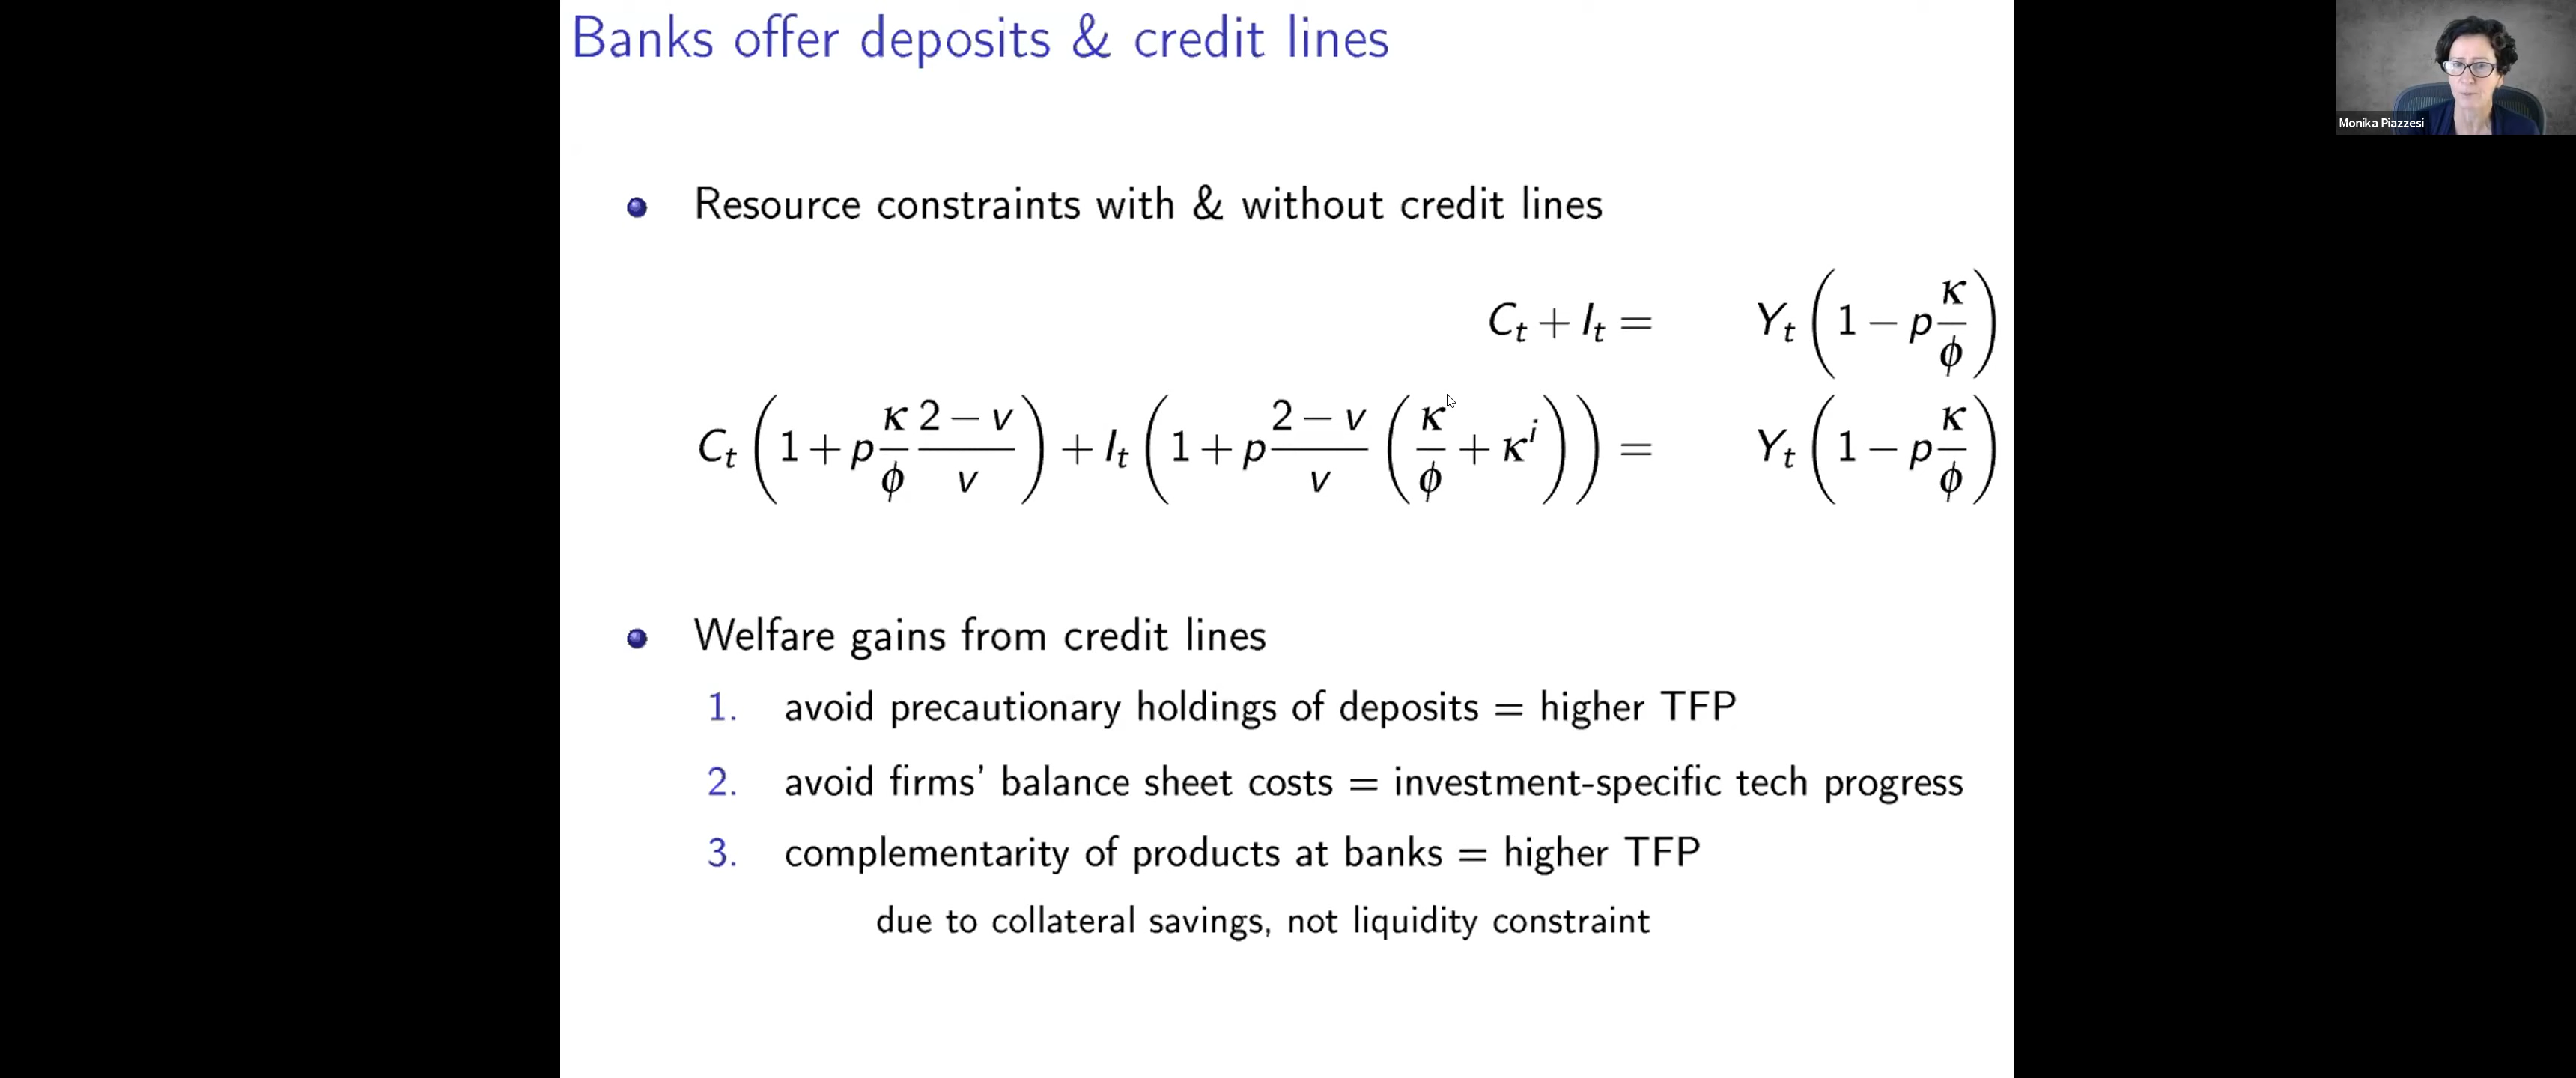 Banks offer deposits & credit lines
Monika Piazzesi
Resource constraints with & without credit lines
C_t + I_t = Y_t (1 − p κ/ϕ)
C_t (1 + p κ/ϕ (2 − v)/v) + I_t (1 + p (2 − v)/v (κ/ϕ + κ^i)) = Y_t (1 − p κ/ϕ)
Welfare gains from credit lines
1. avoid precautionary holdings of deposits = higher TFP
2. avoid firms' balance sheet costs = investment-specific tech progress
3. complementarity of products at banks = higher TFP
due to collateral savings, not liquidity constraint